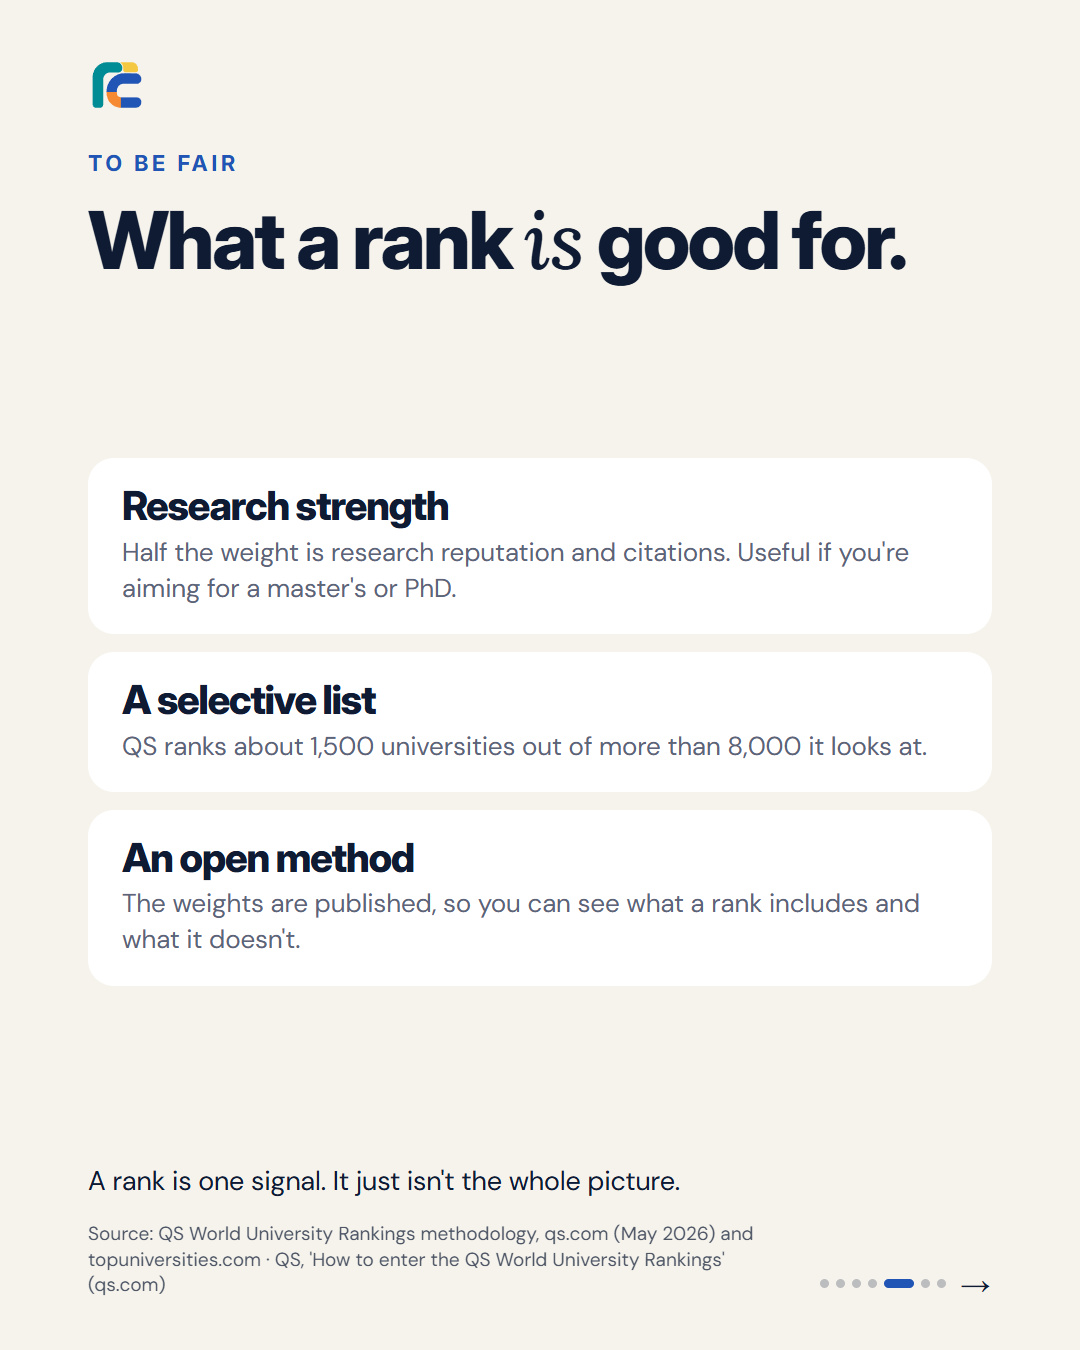 TO BE FAIR
What a rank is good for.
Research strength
Half the weight is research reputation and citations. Useful if you're
aiming for a master's or PhD.
A selective list
QS ranks about 1,500 universities out of more than 8,000 it looks at.
An open method
The weights are published, so you can see what a rank includes and
what it doesn't.
A rank is one signal. It just isn't the whole picture.
Source: QS World University Rankings methodology, qs.com (May 2026) and
topuniversities.com · QS, 'How to enter the QS World University Rankings'
(qs.com)